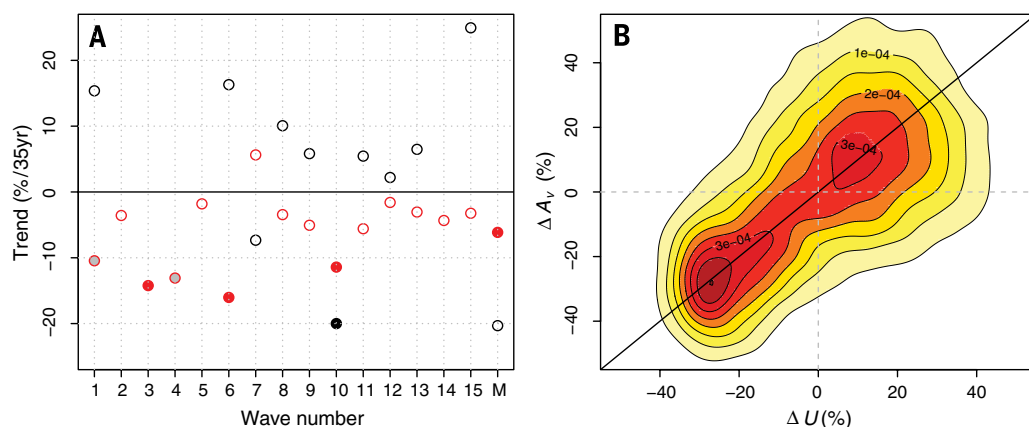 A
Trend (%/35yr)
20
10
0
−10
−20
1 2 3 4 5 6 7 8 9 10 11 12 13 15 M
Wave number
B
Δ Aᵥ (%)
40
20
0
−20
−40
1e−04
2e−04
3e−04
3e−04
−40 −20 0 20 40
Δ U (%)